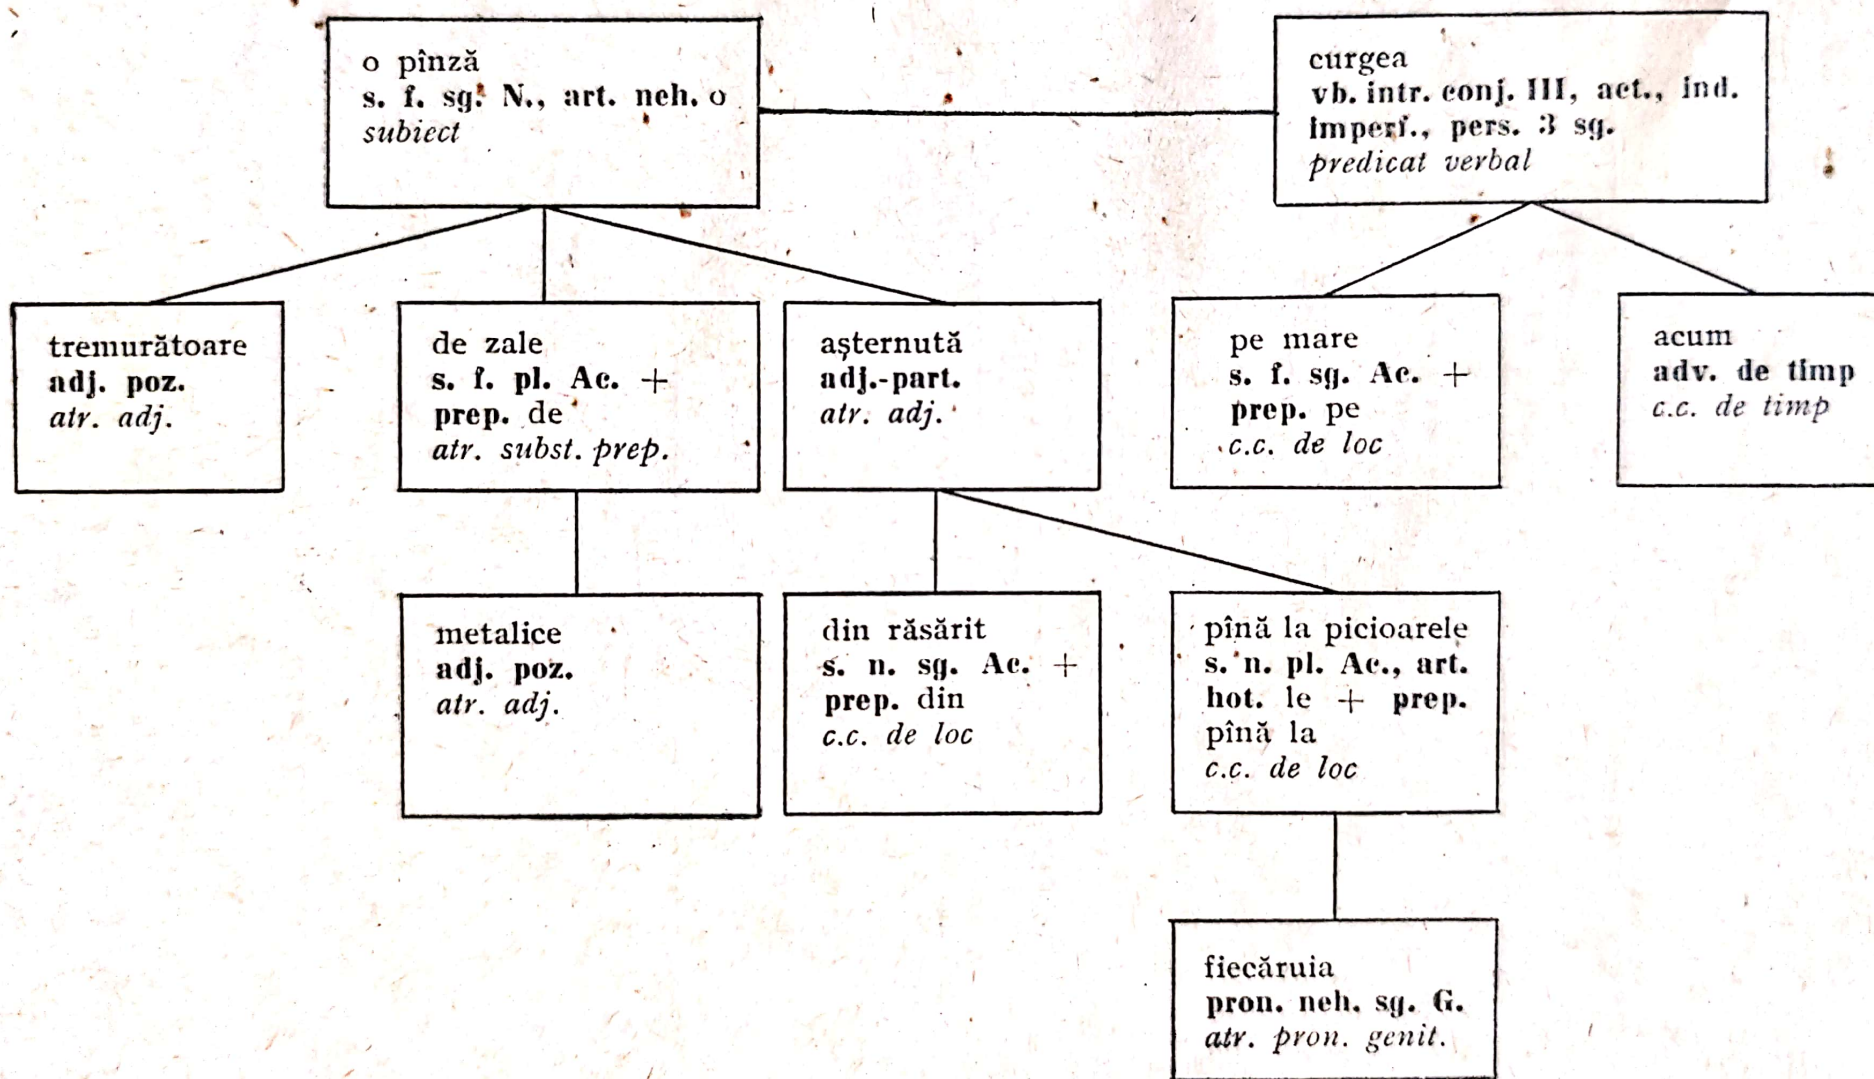 o pînză
s. f. sg. N., art. neh. o
subiect
curgea
vb. intr. conj. III, act., ind.
imperf., pers. 3 sg.
predicat verbal
tremurătoare
adj. poz.
atr. adj.
de zale
s. f. pl. Ac. +
prep. de
atr. subst. prep.
așternută
adj.-part.
atr. adj.
pe mare
s. f. sg. Ac. +
prep. pe
c.c. de loc
acum
adv. de timp
c.c. de timp
metalice
adj. poz.
atr. adj.
din răsărit
s. n. sg. Ac. +
prep. din
c.c. de loc
pînă la picioarele
s. n. pl. Ac., art.
hot. le + prep.
pînă la
c.c. de loc
fiecăruia
pron. neh. sg. G.
atr. pron. genit.